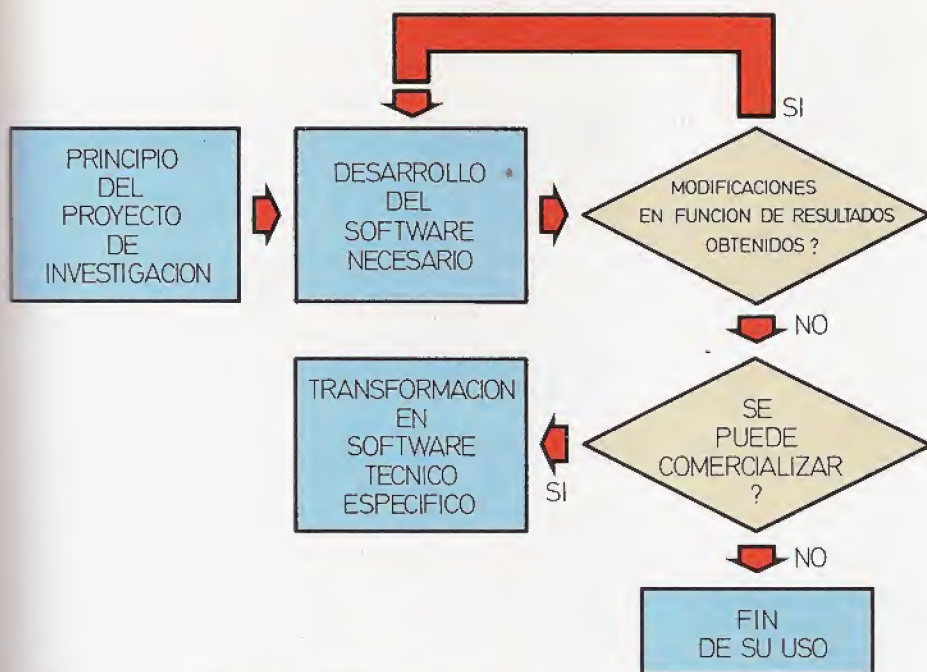 SI
PRINCIPIO
DEL
PROYECTO
DE
INVESTIGACION
DESARROLLO
DEL
SOFTWARE
NECESARIO
MODIFICACIONES
EN FUNCION DE RESULTADOS
OBTENIDOS ?
NO
TRANSFORMACION
EN
SOFTWARE
TECNICO
ESPECIFICO
SI
SE
PUEDE
COMERCIALIZAR
?
NO
FIN
DE SU USO